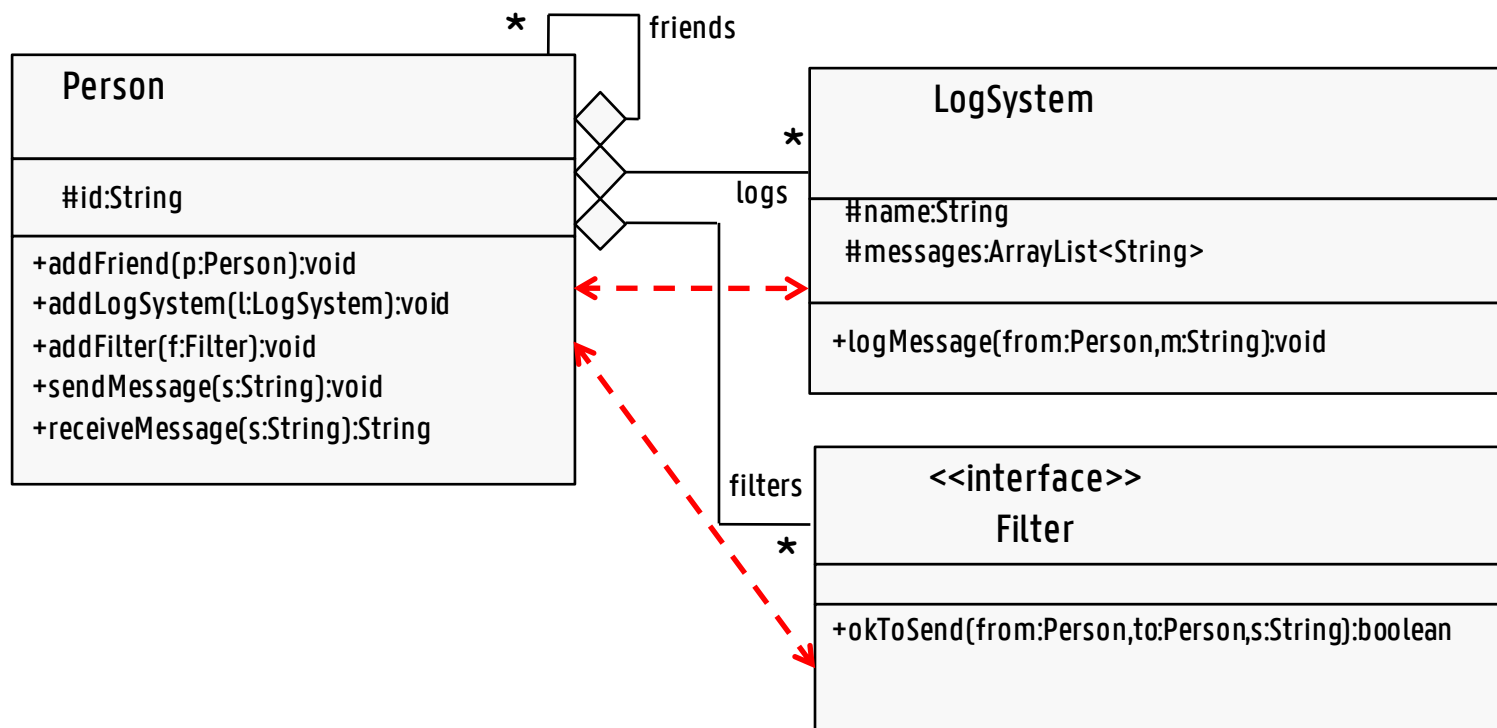 *
friends
Person
#id:String
+addFriend(p:Person):void
+addLogSystem(l:LogSystem):void
+addFilter(f:Filter):void
+sendMessage(s:String):void
+receiveMessage(s:String):String
*
logs
LogSystem
#name:String
#messages:ArrayList<String>
+logMessage(from:Person,m:String):void
filters
*
<<interface>>
Filter
+okToSend(from:Person,to:Person,s:String):boolean